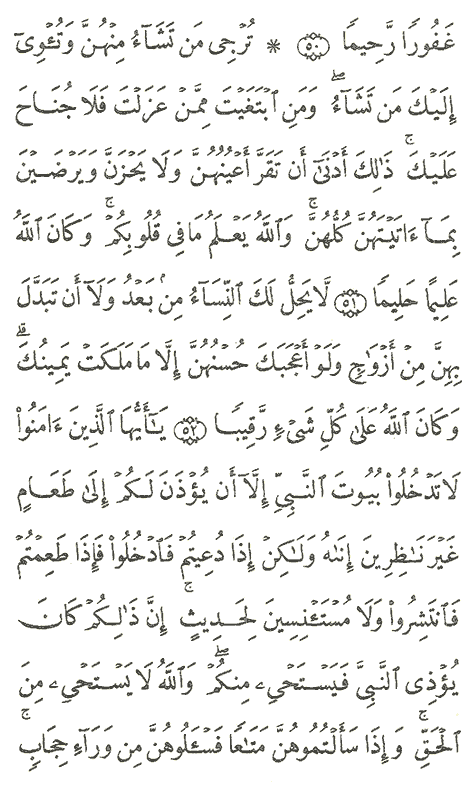 غَفُورًا رَّحِيمًا ۝٥٠ * تُرْجِى مَن تَشَآءُ مِنْهُنَّ وَتُـْٔوِىٓ
إِلَيْكَ مَن تَشَآءُ ۖ وَمَنِ ٱبْتَغَيْتَ مِمَّنْ عَزَلْتَ فَلَا جُنَاحَ
عَلَيْكَ ۚ ذَٰلِكَ أَدْنَىٰٓ أَن تَقَرَّ أَعْيُنُهُنَّ وَلَا يَحْزَنَّ وَيَرْضَيْنَ
بِمَآ ءَاتَيْتَهُنَّ كُلُّهُنَّ ۚ وَٱللَّهُ يَعْلَمُ مَا فِى قُلُوبِكُمْ ۚ وَكَانَ ٱللَّهُ
عَلِيمًا حَلِيمًا ۝٥١ لَّا يَحِلُّ لَكَ ٱلنِّسَآءُ مِنۢ بَعْدُ وَلَآ أَن تَبَدَّلَ
بِهِنَّ مِنْ أَزْوَٰجٍ وَلَوْ أَعْجَبَكَ حُسْنُهُنَّ إِلَّا مَا مَلَكَتْ يَمِينُكَ ۗ
وَكَانَ ٱللَّهُ عَلَىٰ كُلِّ شَىْءٍ رَّقِيبًا ۝٥٢ يَـٰٓأَيُّهَا ٱلَّذِينَ ءَامَنُوا۟
لَا تَدْخُلُوا۟ بُيُوتَ ٱلنَّبِىِّ إِلَّآ أَن يُؤْذَنَ لَكُمْ إِلَىٰ طَعَامٍ
غَيْرَ نَـٰظِرِينَ إِنَىٰهُ وَلَـٰكِنْ إِذَا دُعِيتُمْ فَٱدْخُلُوا۟ فَإِذَا طَعِمْتُمْ
فَٱنتَشِرُوا۟ وَلَا مُسْتَـْٔنِسِينَ لِحَدِيثٍ ۚ إِنَّ ذَٰلِكُمْ كَانَ
يُؤْذِى ٱلنَّبِىَّ فَيَسْتَحْىِۦ مِنكُمْ ۖ وَٱللَّهُ لَا يَسْتَحْىِۦ مِنَ
ٱلْحَقِّ ۚ وَإِذَا سَأَلْتُمُوهُنَّ مَتَـٰعًا فَسْـَٔلُوهُنَّ مِن وَرَآءِ حِجَابٍ ۚ